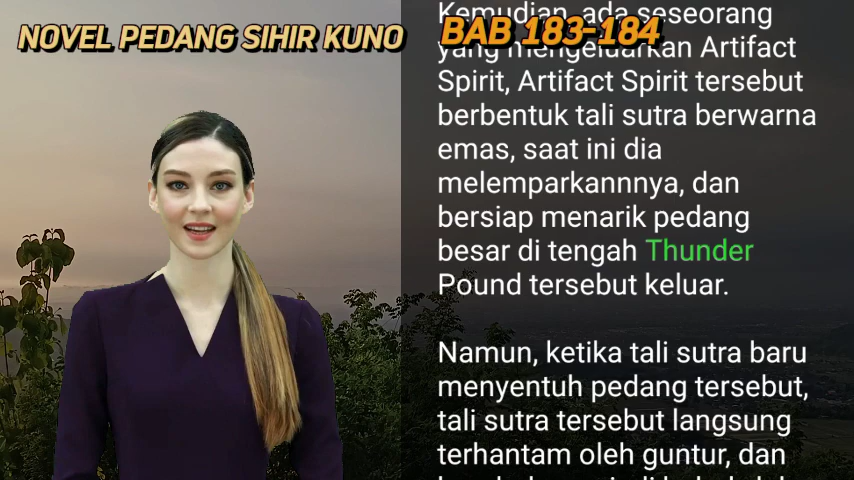 NOVEL PEDANG SIHIR KUNO
BAB 183-184
Kemudian, ada seseorang
yang mengeluarkan Artifact
Spirit, Artifact Spirit tersebut
berbentuk tali sutra berwarna
emas, saat ini dia
melemparkannnya, dan
bersiap menarik pedang
besar di tengah Thunder
Pound tersebut keluar.
Namun, ketika tali sutra baru
menyentuh pedang tersebut,
tali sutra tersebut langsung
terhantam oleh guntur, dan